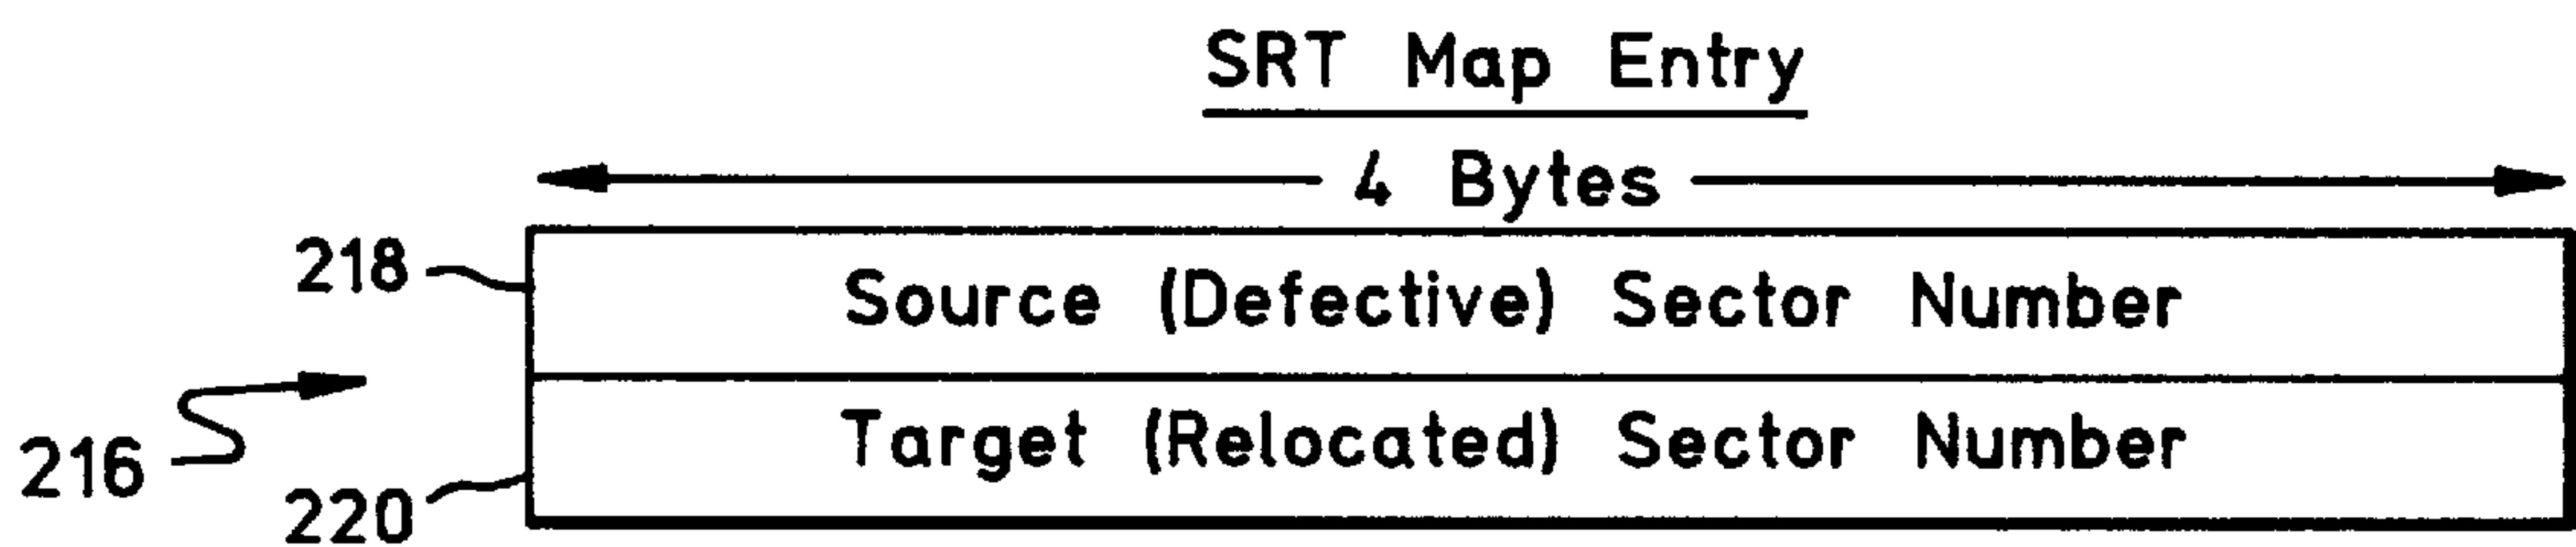 SRT Map Entry
4 Bytes
218 Source (Defective) Sector Number
216
220 Target (Relocated) Sector Number